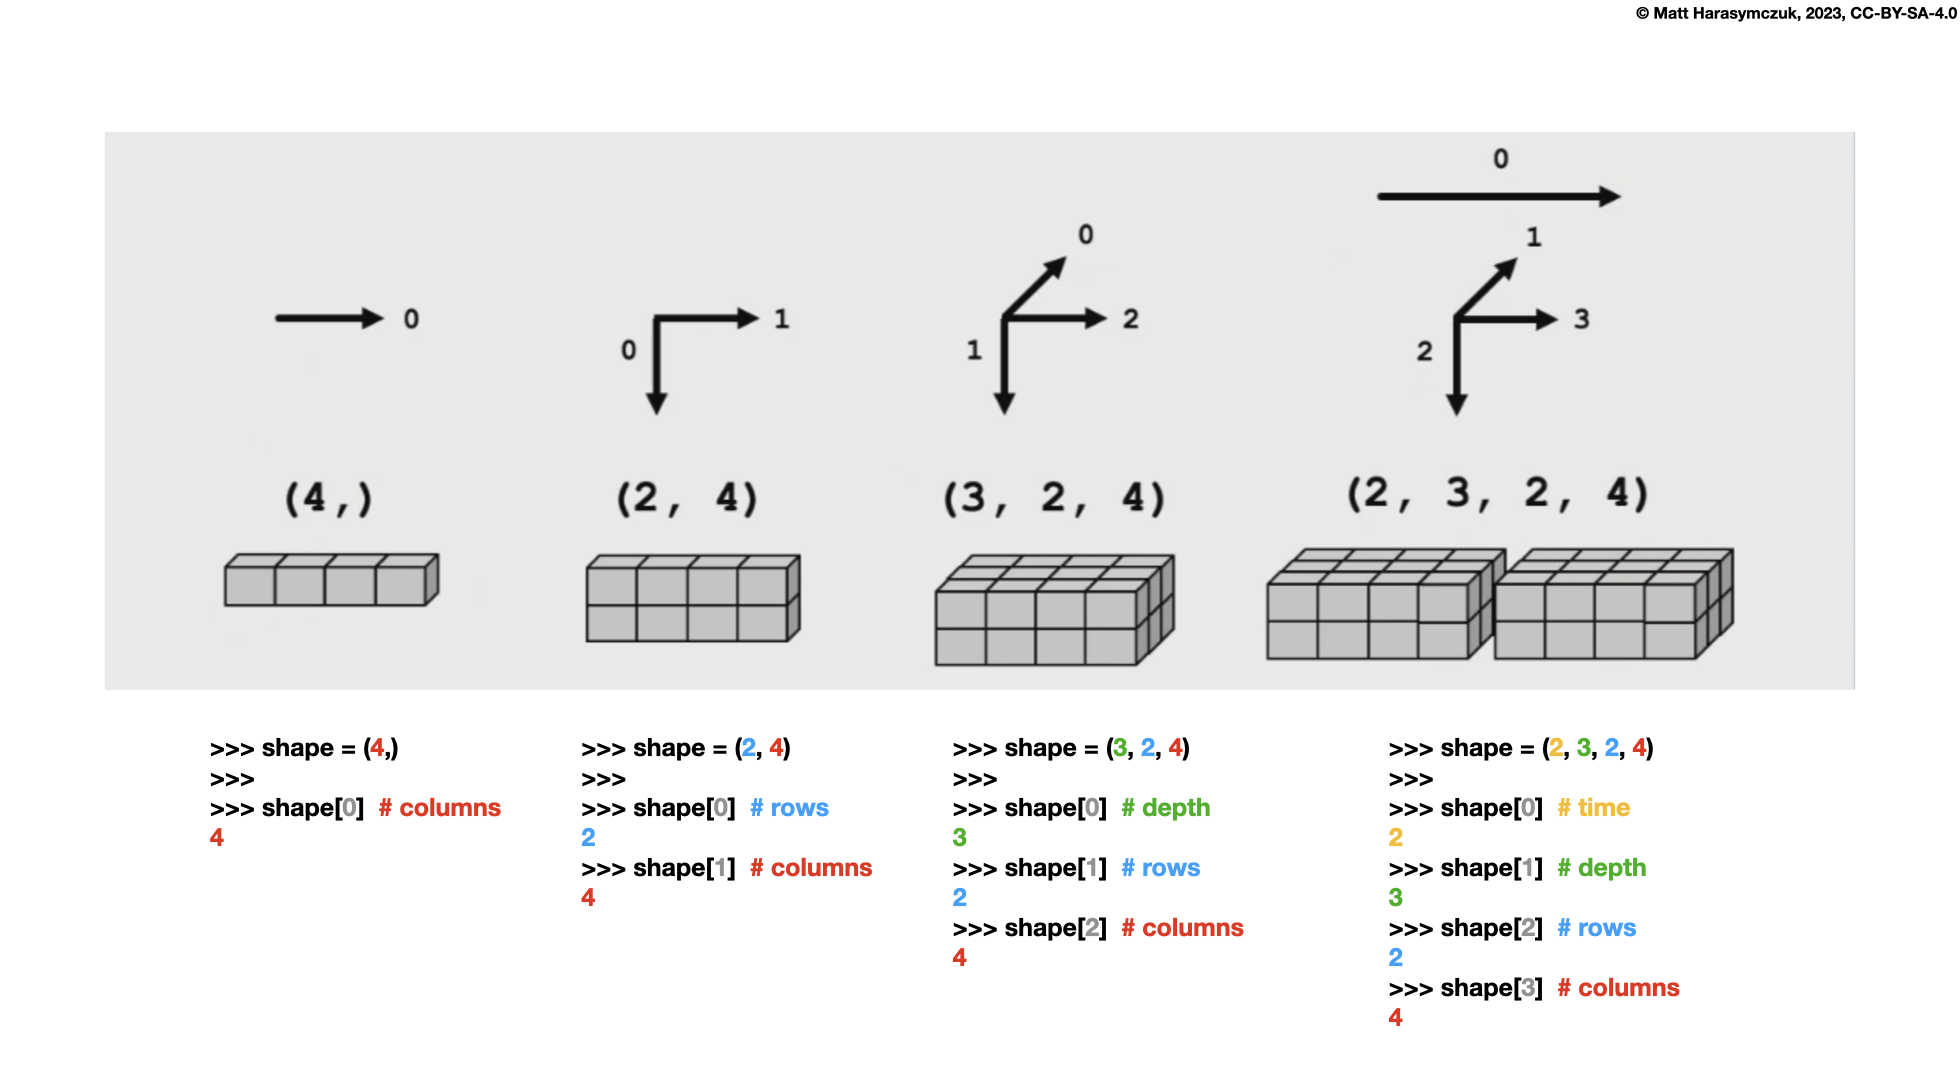 © Matt Harasymczuk, 2023, CC-BY-SA-4.0
0
(4,)
>>> shape = (4,)
>>>
>>> shape[0]  # columns
4
1
0
(2, 4)
>>> shape = (2, 4)
>>>
>>> shape[0]  # rows
2
>>> shape[1]  # columns
4
0
2
1
(3, 2, 4)
>>> shape = (3, 2, 4)
>>>
>>> shape[0]  # depth
3
>>> shape[1]  # rows
2
>>> shape[2]  # columns
4
0
1
3
2
(2, 3, 2, 4)
>>> shape = (2, 3, 2, 4)
>>>
>>> shape[0]  # time
2
>>> shape[1]  # depth
3
>>> shape[2]  # rows
2
>>> shape[3]  # columns
4